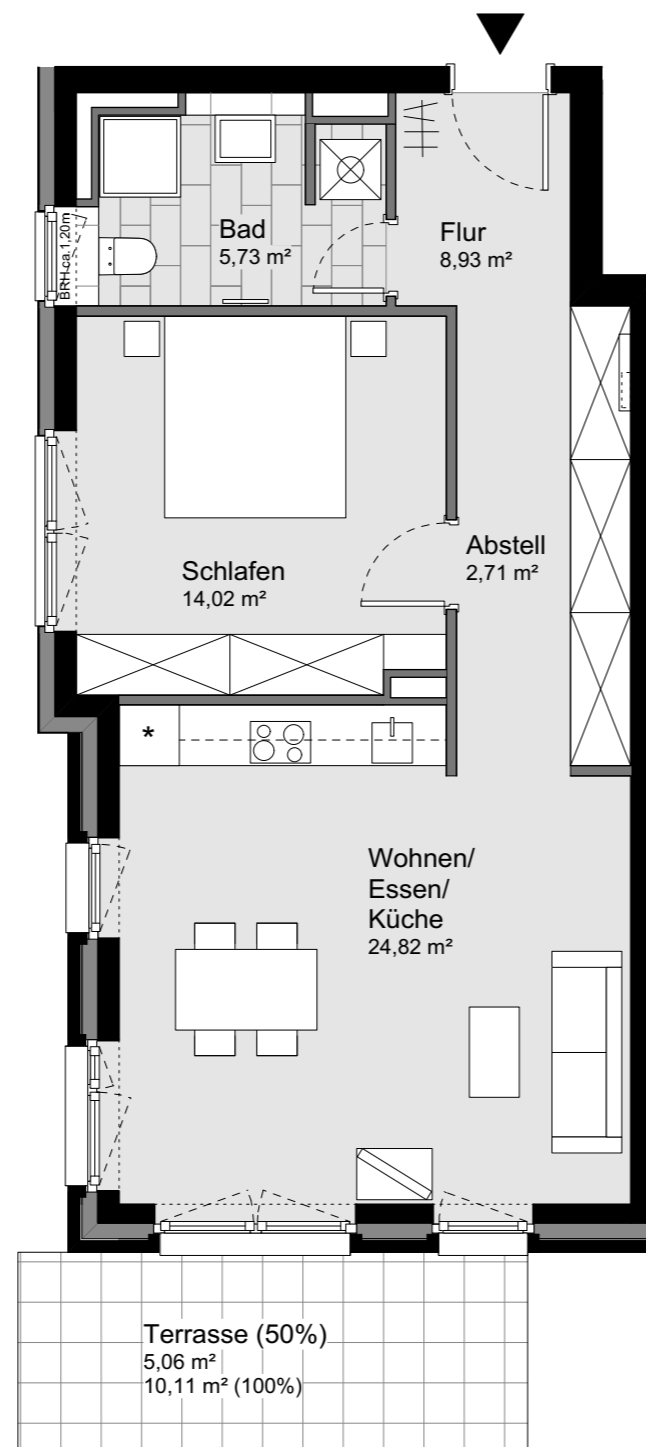 Bad
5,73 m²
Flur
8,93 m²
BRH ca.1,20m
Abstell
2,71 m²
Schlafen
14,02 m²
*
Wohnen/
Essen/
Küche
24,82 m²
Terrasse (50%)
5,06 m²
10,11 m² (100%)